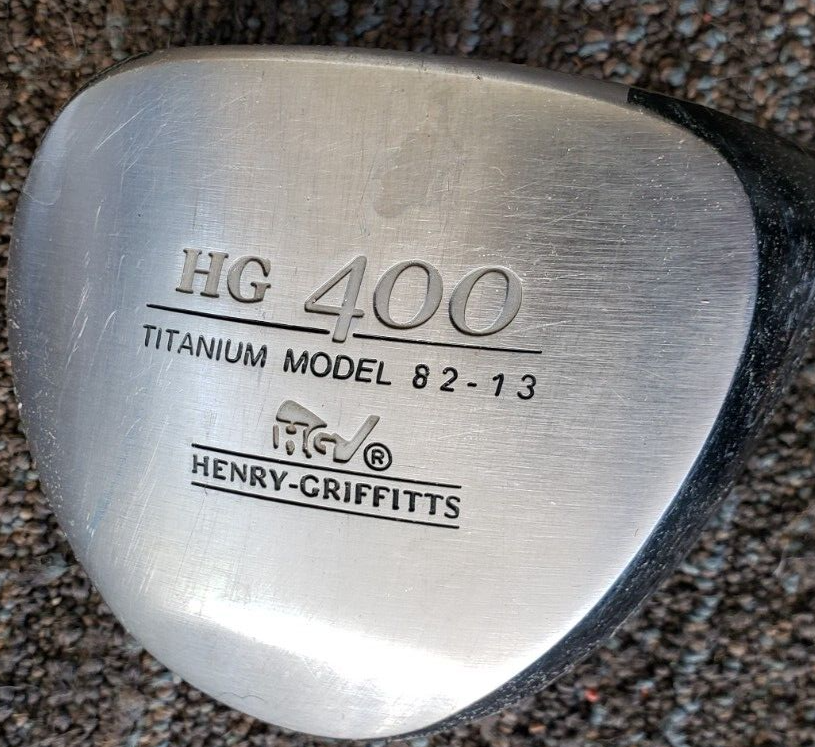 HG 400
TITANIUM MODEL 82-13
HG®
HENRY-GRIFFITTS